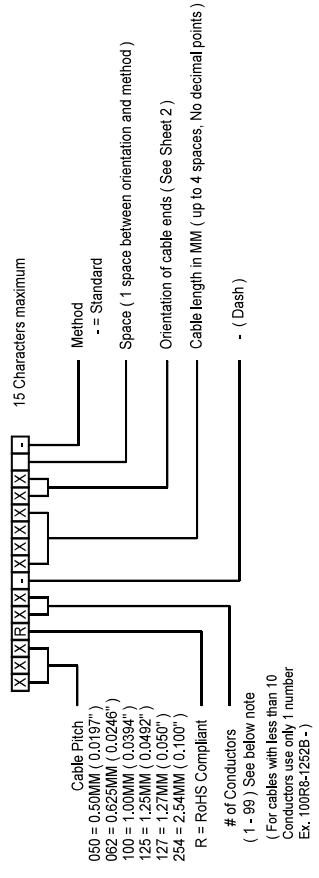 15 Characters maximum
X X X R X X - X X X X X X -
Method
- = Standard
Space ( 1 space between orientation and method )
Orientation of cable ends ( See Sheet 2 )
Cable length in MM ( up to 4 spaces, No decimal points )
- ( Dash )
Cable Pitch
050 = 0.50MM ( 0.0197" )
062 = 0.625MM ( 0.0246" )
100 = 1.00MM ( 0.0394" )
125 = 1.25MM ( 0.0492" )
127 = 1.27MM ( 0.050" )
254 = 2.54MM ( 0.100" )
R = RoHS Compliant
# of Conductors
( 1 - 99 ) See below note
( For cables with less than 10
Conductors use only 1 number
Ex. 100R8-1252B - )